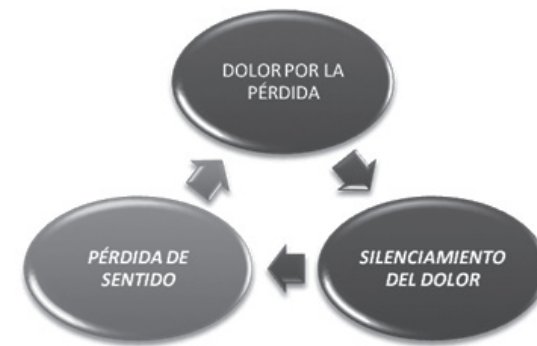 DOLOR POR LA
PÉRDIDA
SILENCIAMIENTO
DEL DOLOR
PÉRDIDA DE
SENTIDO